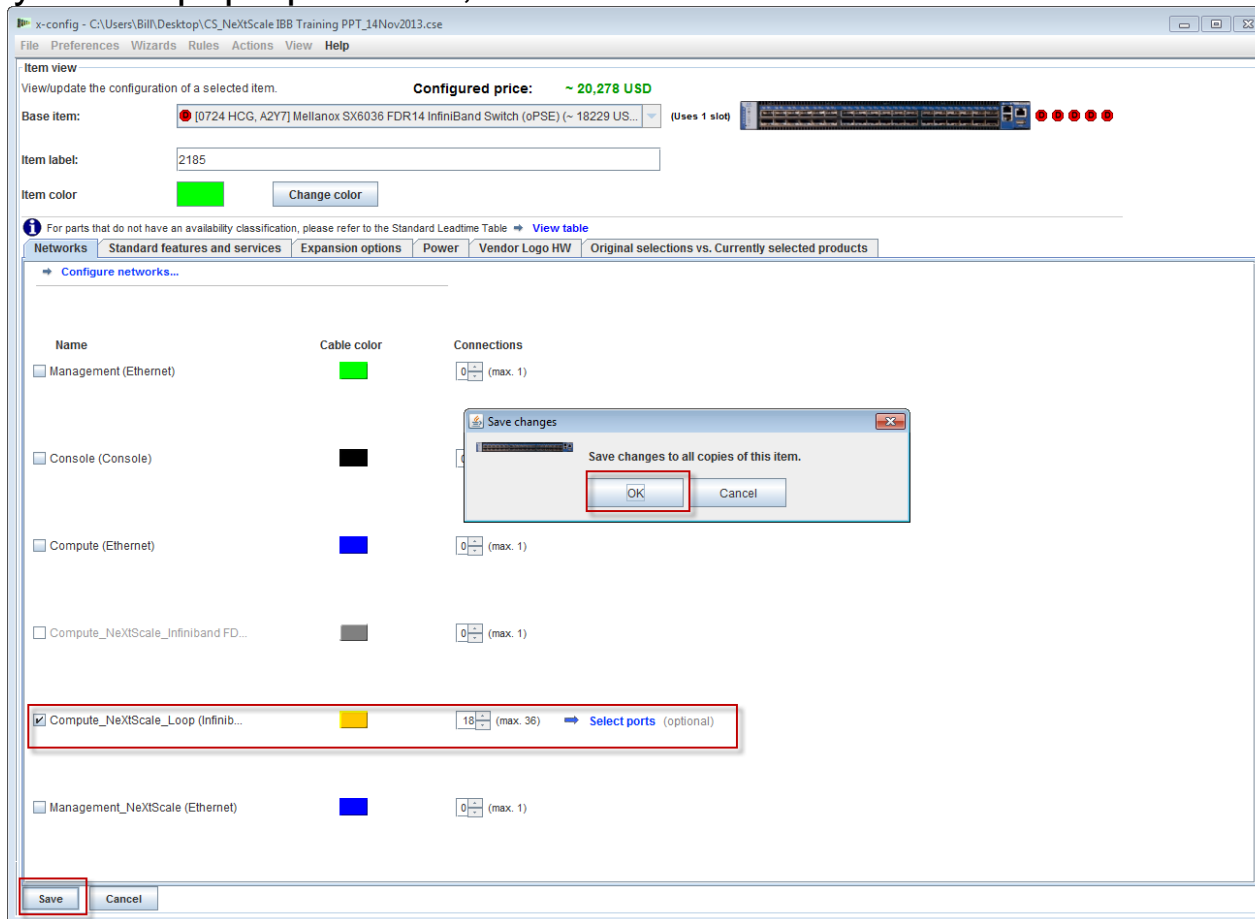 x-config - C:\Users\Bill\Desktop\CS_NeXtScale IBB Training PPT_14Nov2013.cse
File Preferences Wizards Rules Actions View Help
Item view
View/update the configuration of a selected item. Configured price: ~ 20,278 USD
Base item: [0724 HCG, A2Y7] Mellanox SX6036 FDR14 InfiniBand Switch (oPSE) (~ 18229 US... (Uses 1 slot)
Item label: 2185
Item color Change color
For parts that do not have an availability classification, please refer to the Standard Leadtime Table View table
Networks Standard features and services Expansion options Power Vendor Logo HW Original selections vs. Currently selected products
Configure networks...
Name Cable color Connections
Management (Ethernet) 0 (max. 1)
Save changes
Save changes to all copies of this item.
Console (Console)
OK Cancel
Compute (Ethernet) 0 (max. 1)
Compute_NeXtScale_Infiniband FD... 0 (max. 1)
Compute_NeXtScale_Loop (Infinib... 18 (max. 36) Select ports (optional)
Management_NeXtScale (Ethernet) 0 (max. 1)
Save Cancel